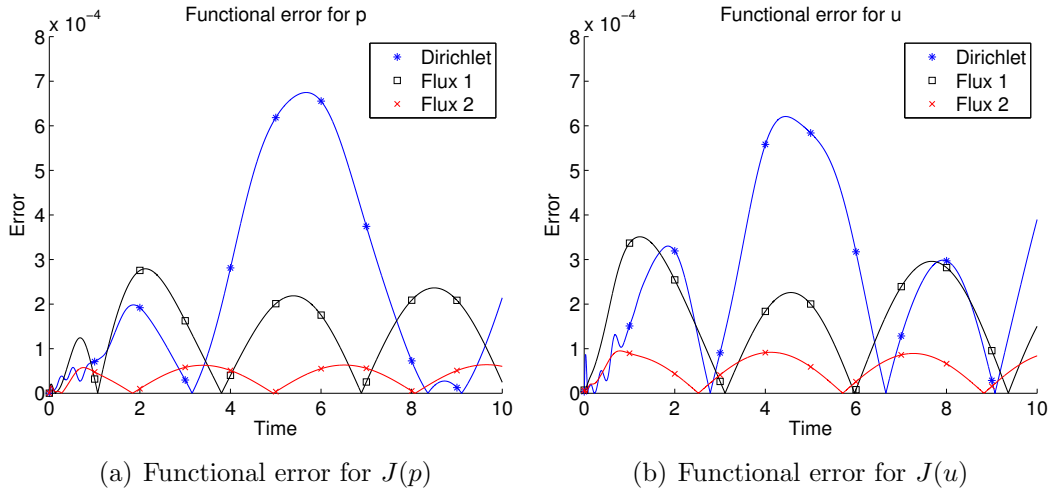 Functional error for p
x 10⁻⁴
8
7
6
5
4
3
2
1
0
Error
0 2 4 6 8 10
Time
Dirichlet
Flux 1
Flux 2
(a) Functional error for J(p)
Functional error for u
x 10⁻⁴
8
7
6
5
4
3
2
1
0
Error
0 2 4 6 8 10
Time
Dirichlet
Flux 1
Flux 2
(b) Functional error for J(u)